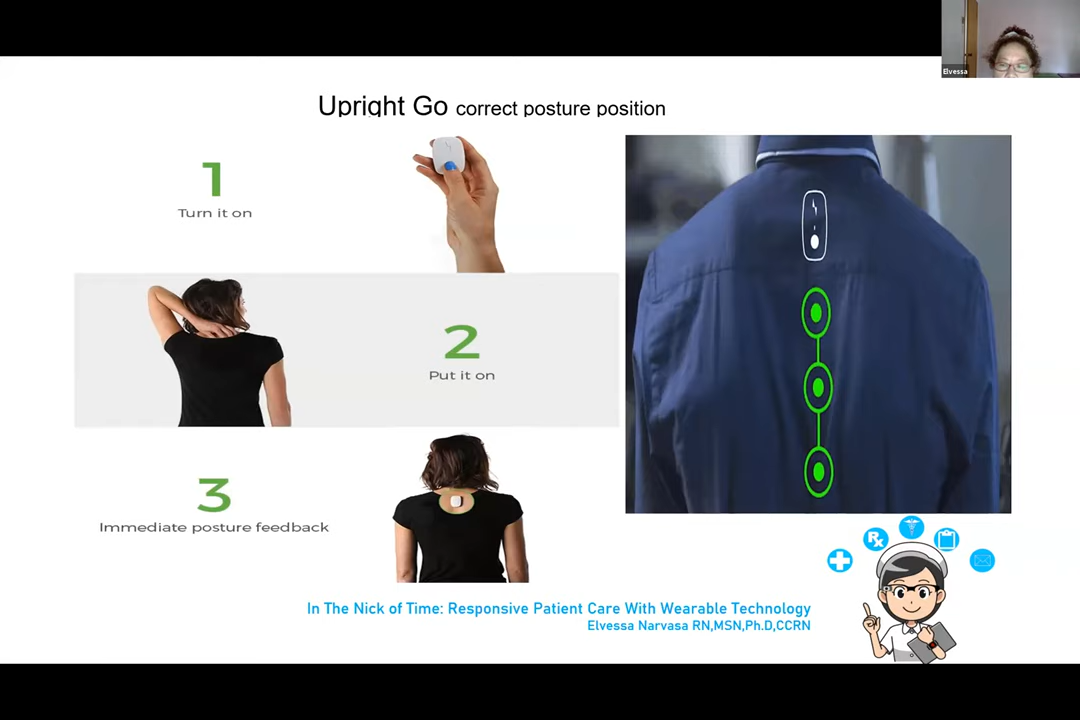 Elvessa
Upright Go correct posture position
1
Turn it on
2
Put it on
3
Immediate posture feedback
Rx
In The Nick of Time: Responsive Patient Care With Wearable Technology
Elvessa Narvasa RN,MSN,Ph.D,CCRN